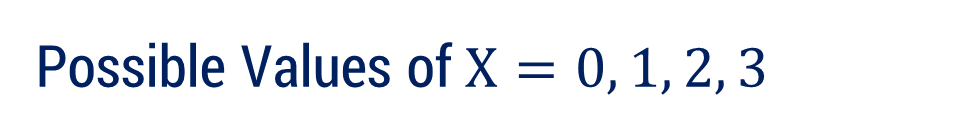 Possible Values of X = 0, 1, 2, 3